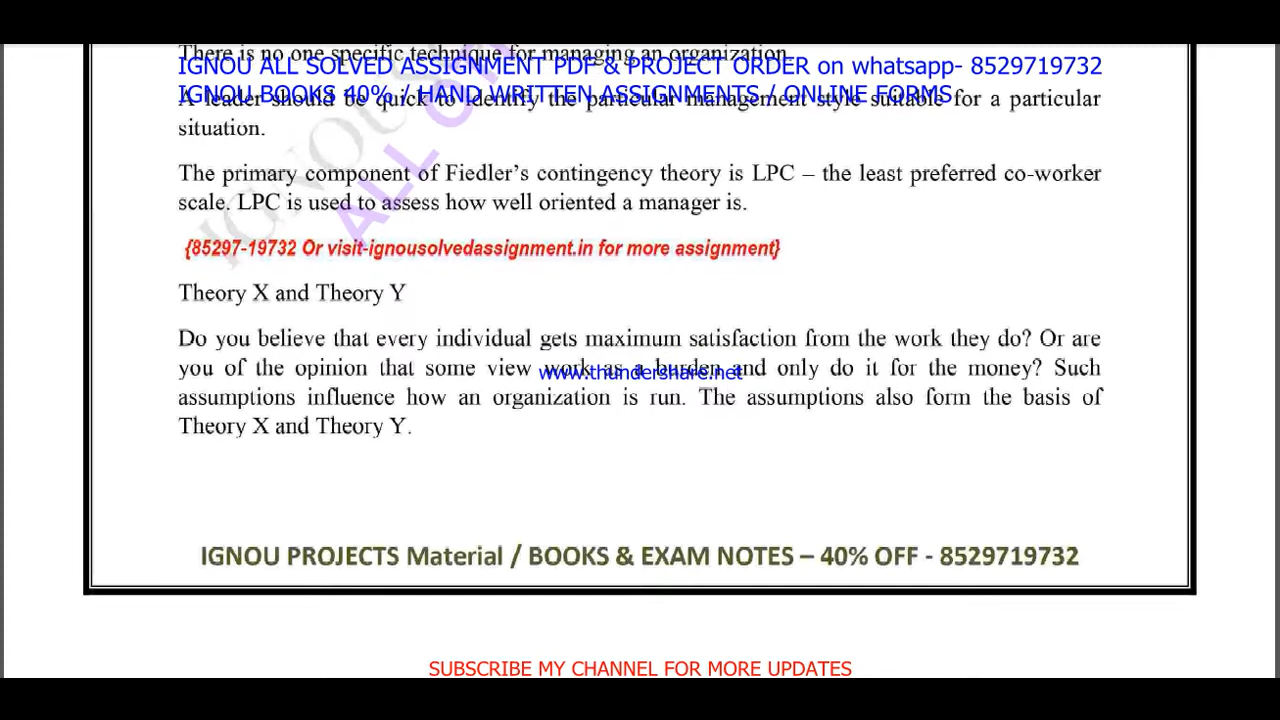 There is no one specific technique for managing an organization.
IGNOU ALL SOLVED ASSIGNMENT PDF & PROJECT ORDER on whatsapp- 8529719732
IGNOU BOOKS 40% / HAND WRITTEN ASSIGNMENTS / ONLINE FORMS
A leader should be quick to identify the particular management style suitable for a particular
situation.
The primary component of Fiedler’s contingency theory is LPC – the least preferred co-worker
scale. LPC is used to assess how well oriented a manager is.
{85297-19732 Or visit-ignousolvedassignment.in for more assignment}
Theory X and Theory Y
Do you believe that every individual gets maximum satisfaction from the work they do? Or are
you of the opinion that some view work as a burden and only do it for the money? Such
www.thundershare.net
assumptions influence how an organization is run. The assumptions also form the basis of
Theory X and Theory Y.
IGNOU PROJECTS Material / BOOKS & EXAM NOTES – 40% OFF - 8529719732
SUBSCRIBE MY CHANNEL FOR MORE UPDATES